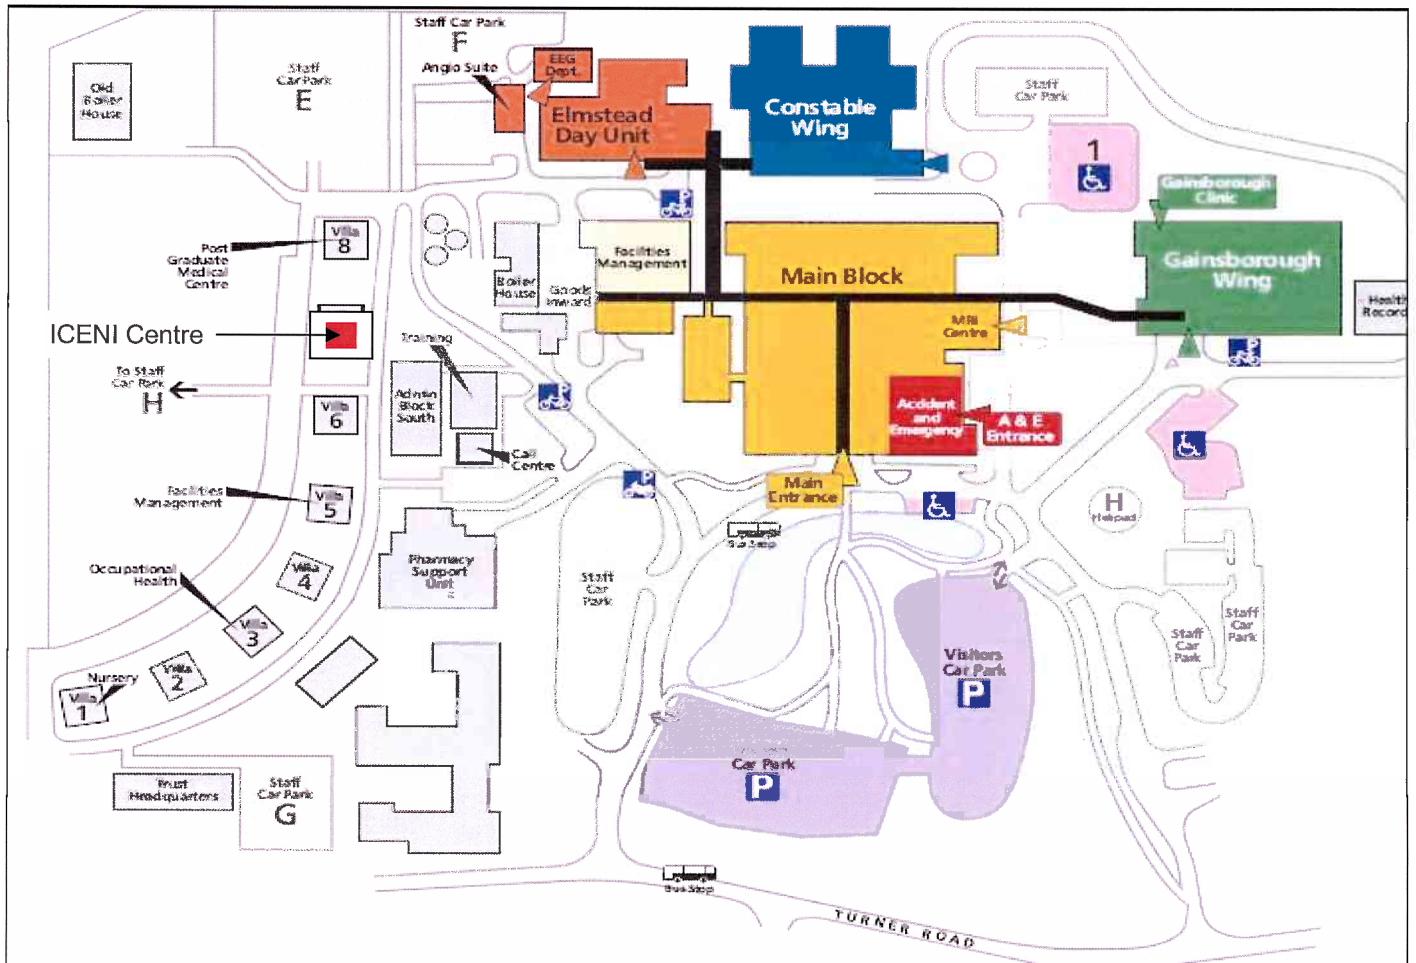 Staff Car Park
F
Angio Suite
EEG
Dept.
Staff
Car Park
E
Old
Boiler
House
Elmstead
Day Unit
Constable
Wing
Staff
Car Park
1
Gainsborough
Clinic
Gainsborough
Wing
Health
Record
Villa
8
Post
Graduate
Medical
Centre
Boiler
House
Goods
Inward
Facilities
Management
Main Block
MRI
Centre
ICENI Centre
Training
To Staff
Car Park
H
Admin
Block
South
Villa
6
Call
Centre
Accident
and
Emergency
A & E
Entrance
Main
Entrance
Facilities
Management
Villa
5
H
Helipad
Bus Stop
Pharmacy
Support
Unit
Occupational
Health
Villa
4
Staff
Car
Park
Villa
3
Staff
Car
Park
Staff
Car
Park
Visitors
Car Park
P
Nursery
Villa
2
Villa
1
Car Park
P
Trust
Headquarters
Staff
Car Park
G
Bus Stop
TURNER ROAD